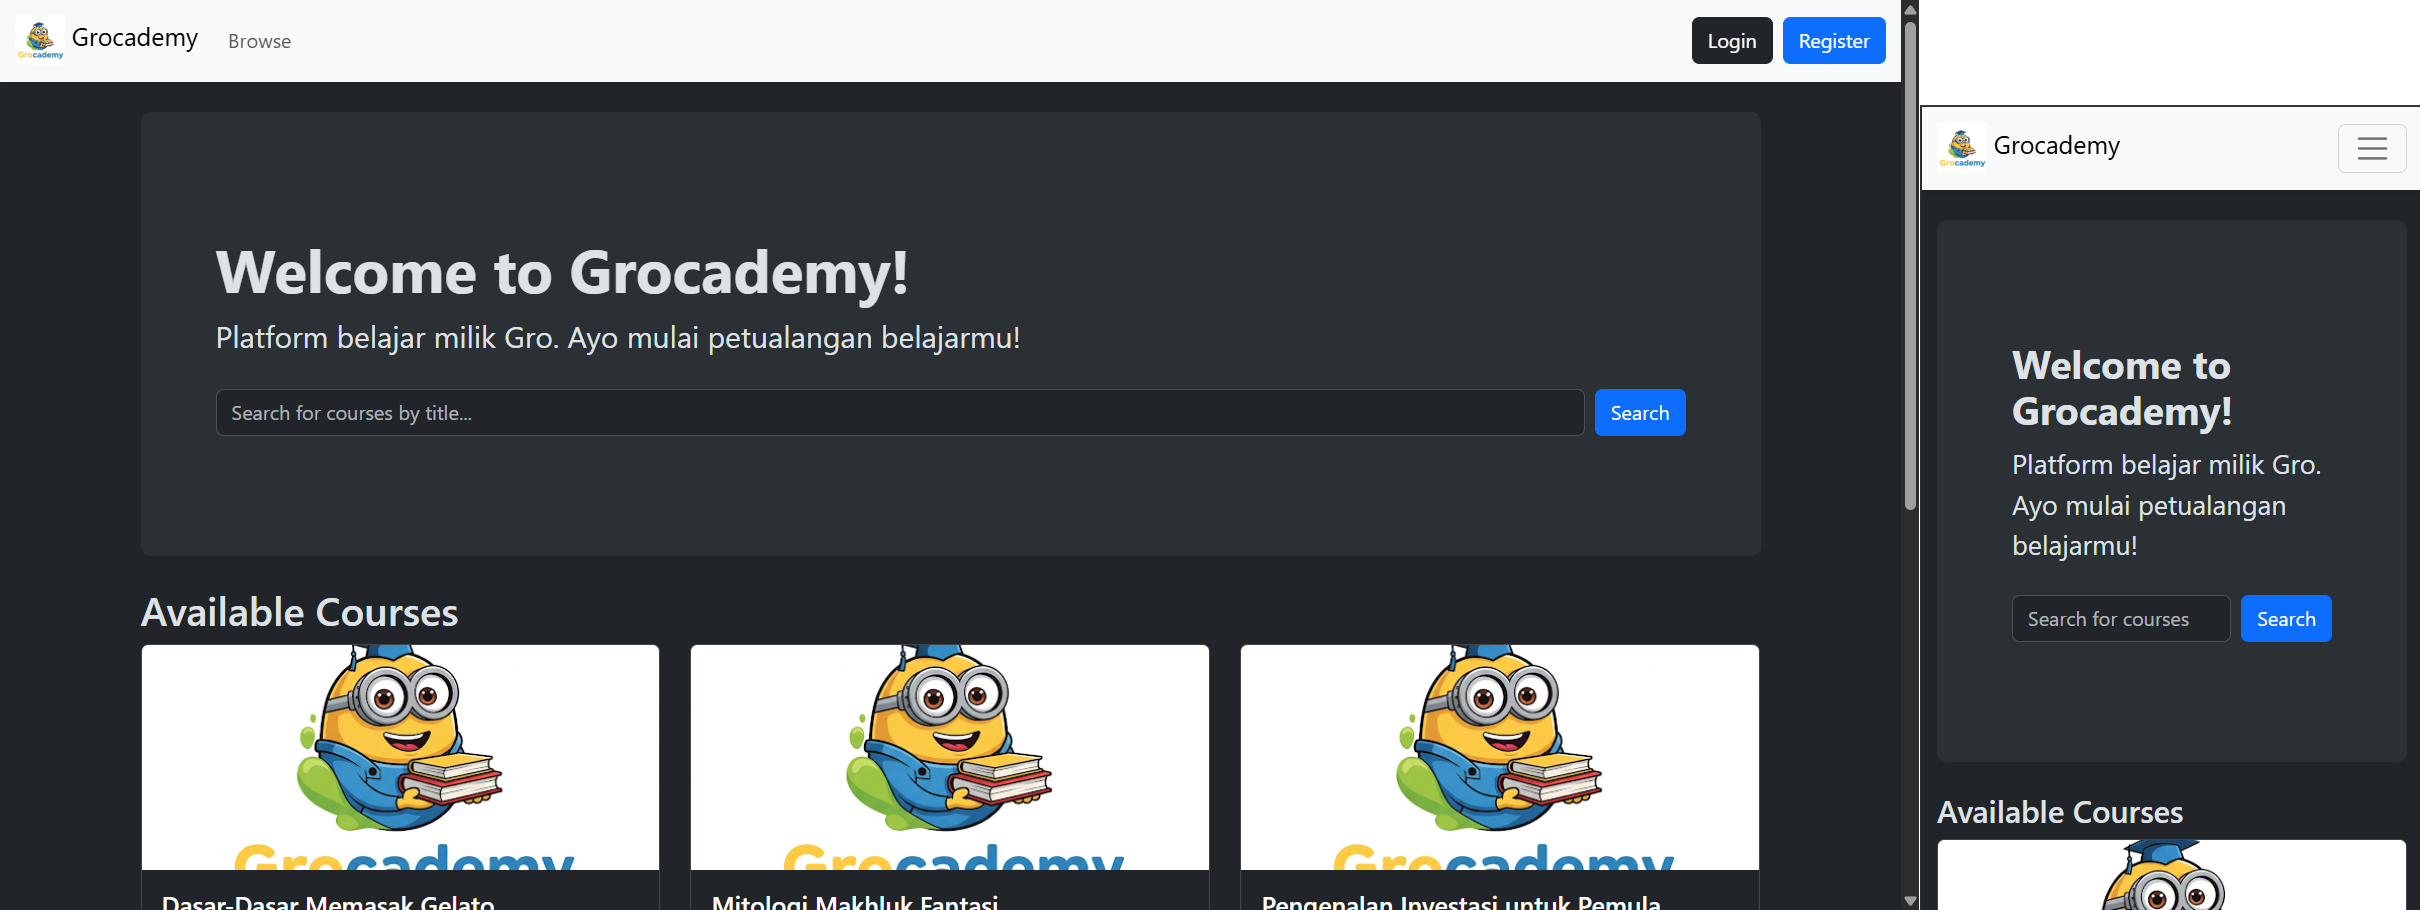 Grocademy
Grocademy
Browse
Login
Register
Welcome to Grocademy!
Platform belajar milik Gro. Ayo mulai petualangan belajarmu!
Search for courses by title...
Search
Available Courses
Grocademy
Grocademy
Grocademy
Dasar-Dasar Memasak Gelato
Mitologi Makhluk Fantasi
Pengenalan Investasi untuk Pemula
Grocademy
Grocademy
Welcome to
Grocademy!
Platform belajar milik Gro.
Ayo mulai petualangan
belajarmu!
Search for courses
Search
Available Courses